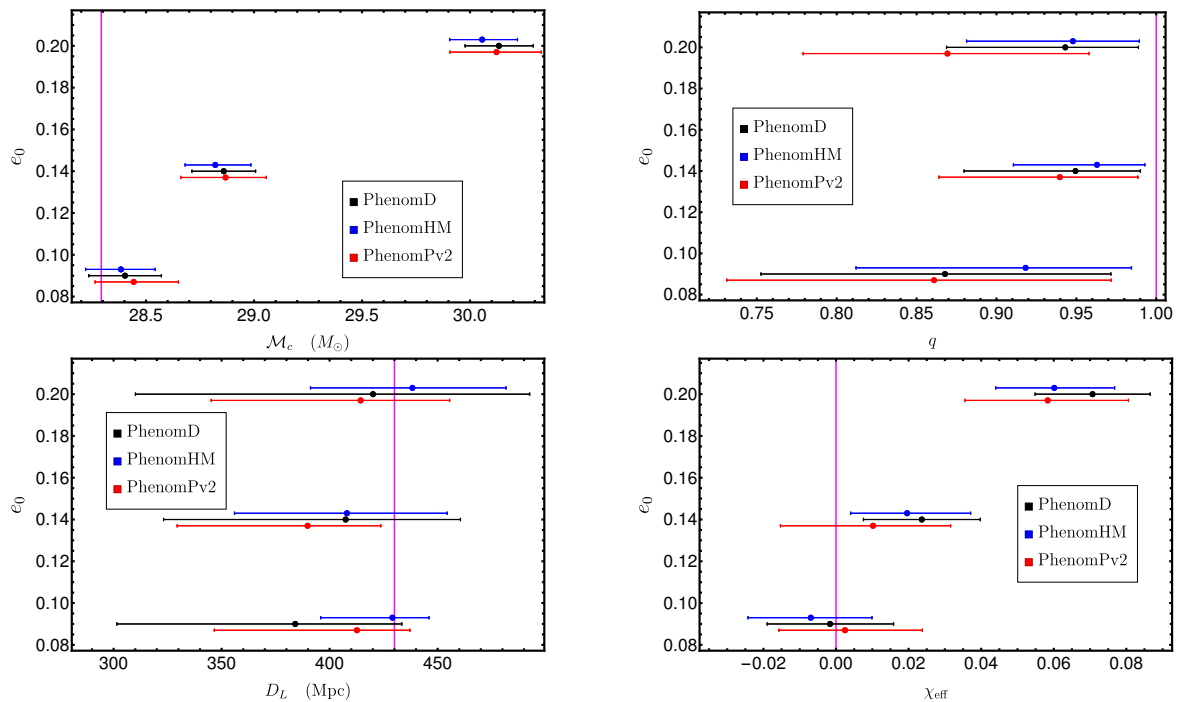 0.20
0.18
0.16
0.14
0.12
0.10
0.08
e₀
PhenomD
PhenomHM
PhenomPv2
28.5 29.0 29.5 30.0
ℳ_c (M_⊙)
0.20
0.18
0.16
0.14
0.12
0.10
0.08
e₀
PhenomD
PhenomHM
PhenomPv2
0.75 0.80 0.85 0.90 0.95 1.00
q
0.20
0.18
0.16
0.14
0.12
0.10
0.08
e₀
PhenomD
PhenomHM
PhenomPv2
300 350 400 450
D_L (Mpc)
0.20
0.18
0.16
0.14
0.12
0.10
0.08
e₀
PhenomD
PhenomHM
PhenomPv2
−0.02 0.00 0.02 0.04 0.06 0.08
χ_eff